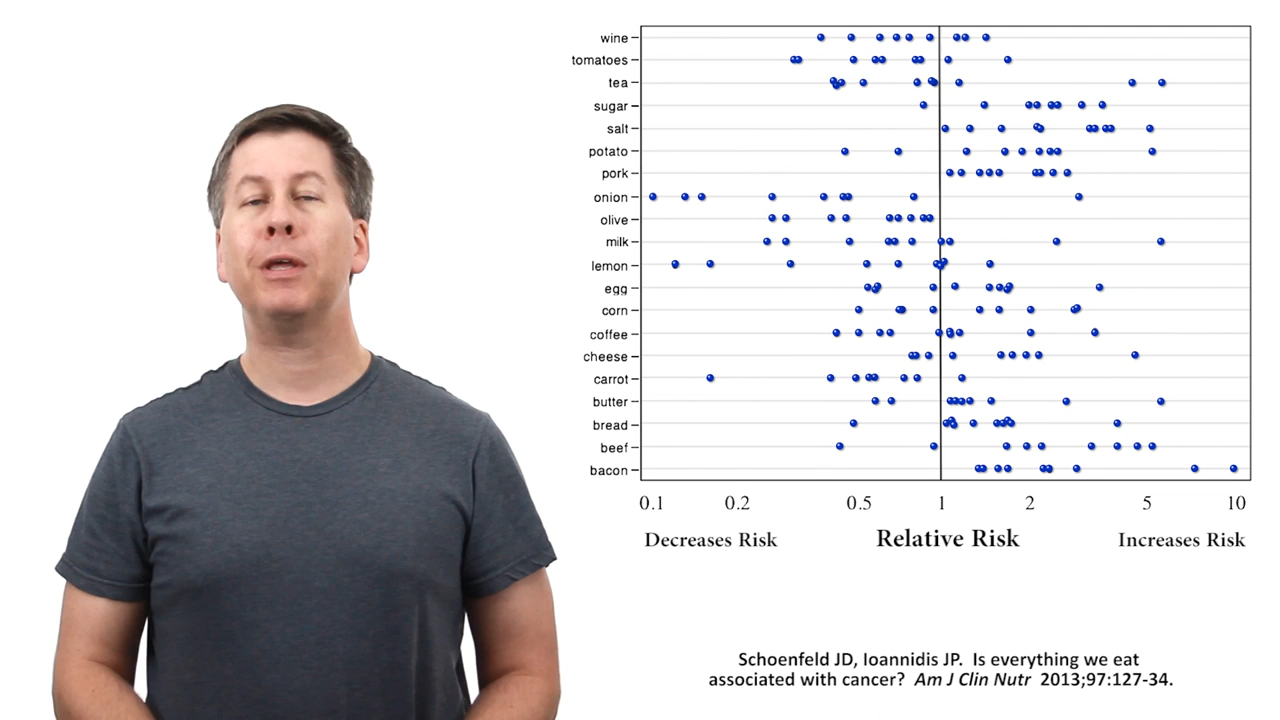 wine
tomatoes
tea
sugar
salt
potato
pork
onion
olive
milk
lemon
egg
corn
coffee
cheese
carrot
butter
bread
beef
bacon
0.1 0.2 0.5 1 2 5 10
Decreases Risk Relative Risk Increases Risk
Schoenfeld JD, Ioannidis JP. Is everything we eat
associated with cancer? Am J Clin Nutr 2013;97:127-34.